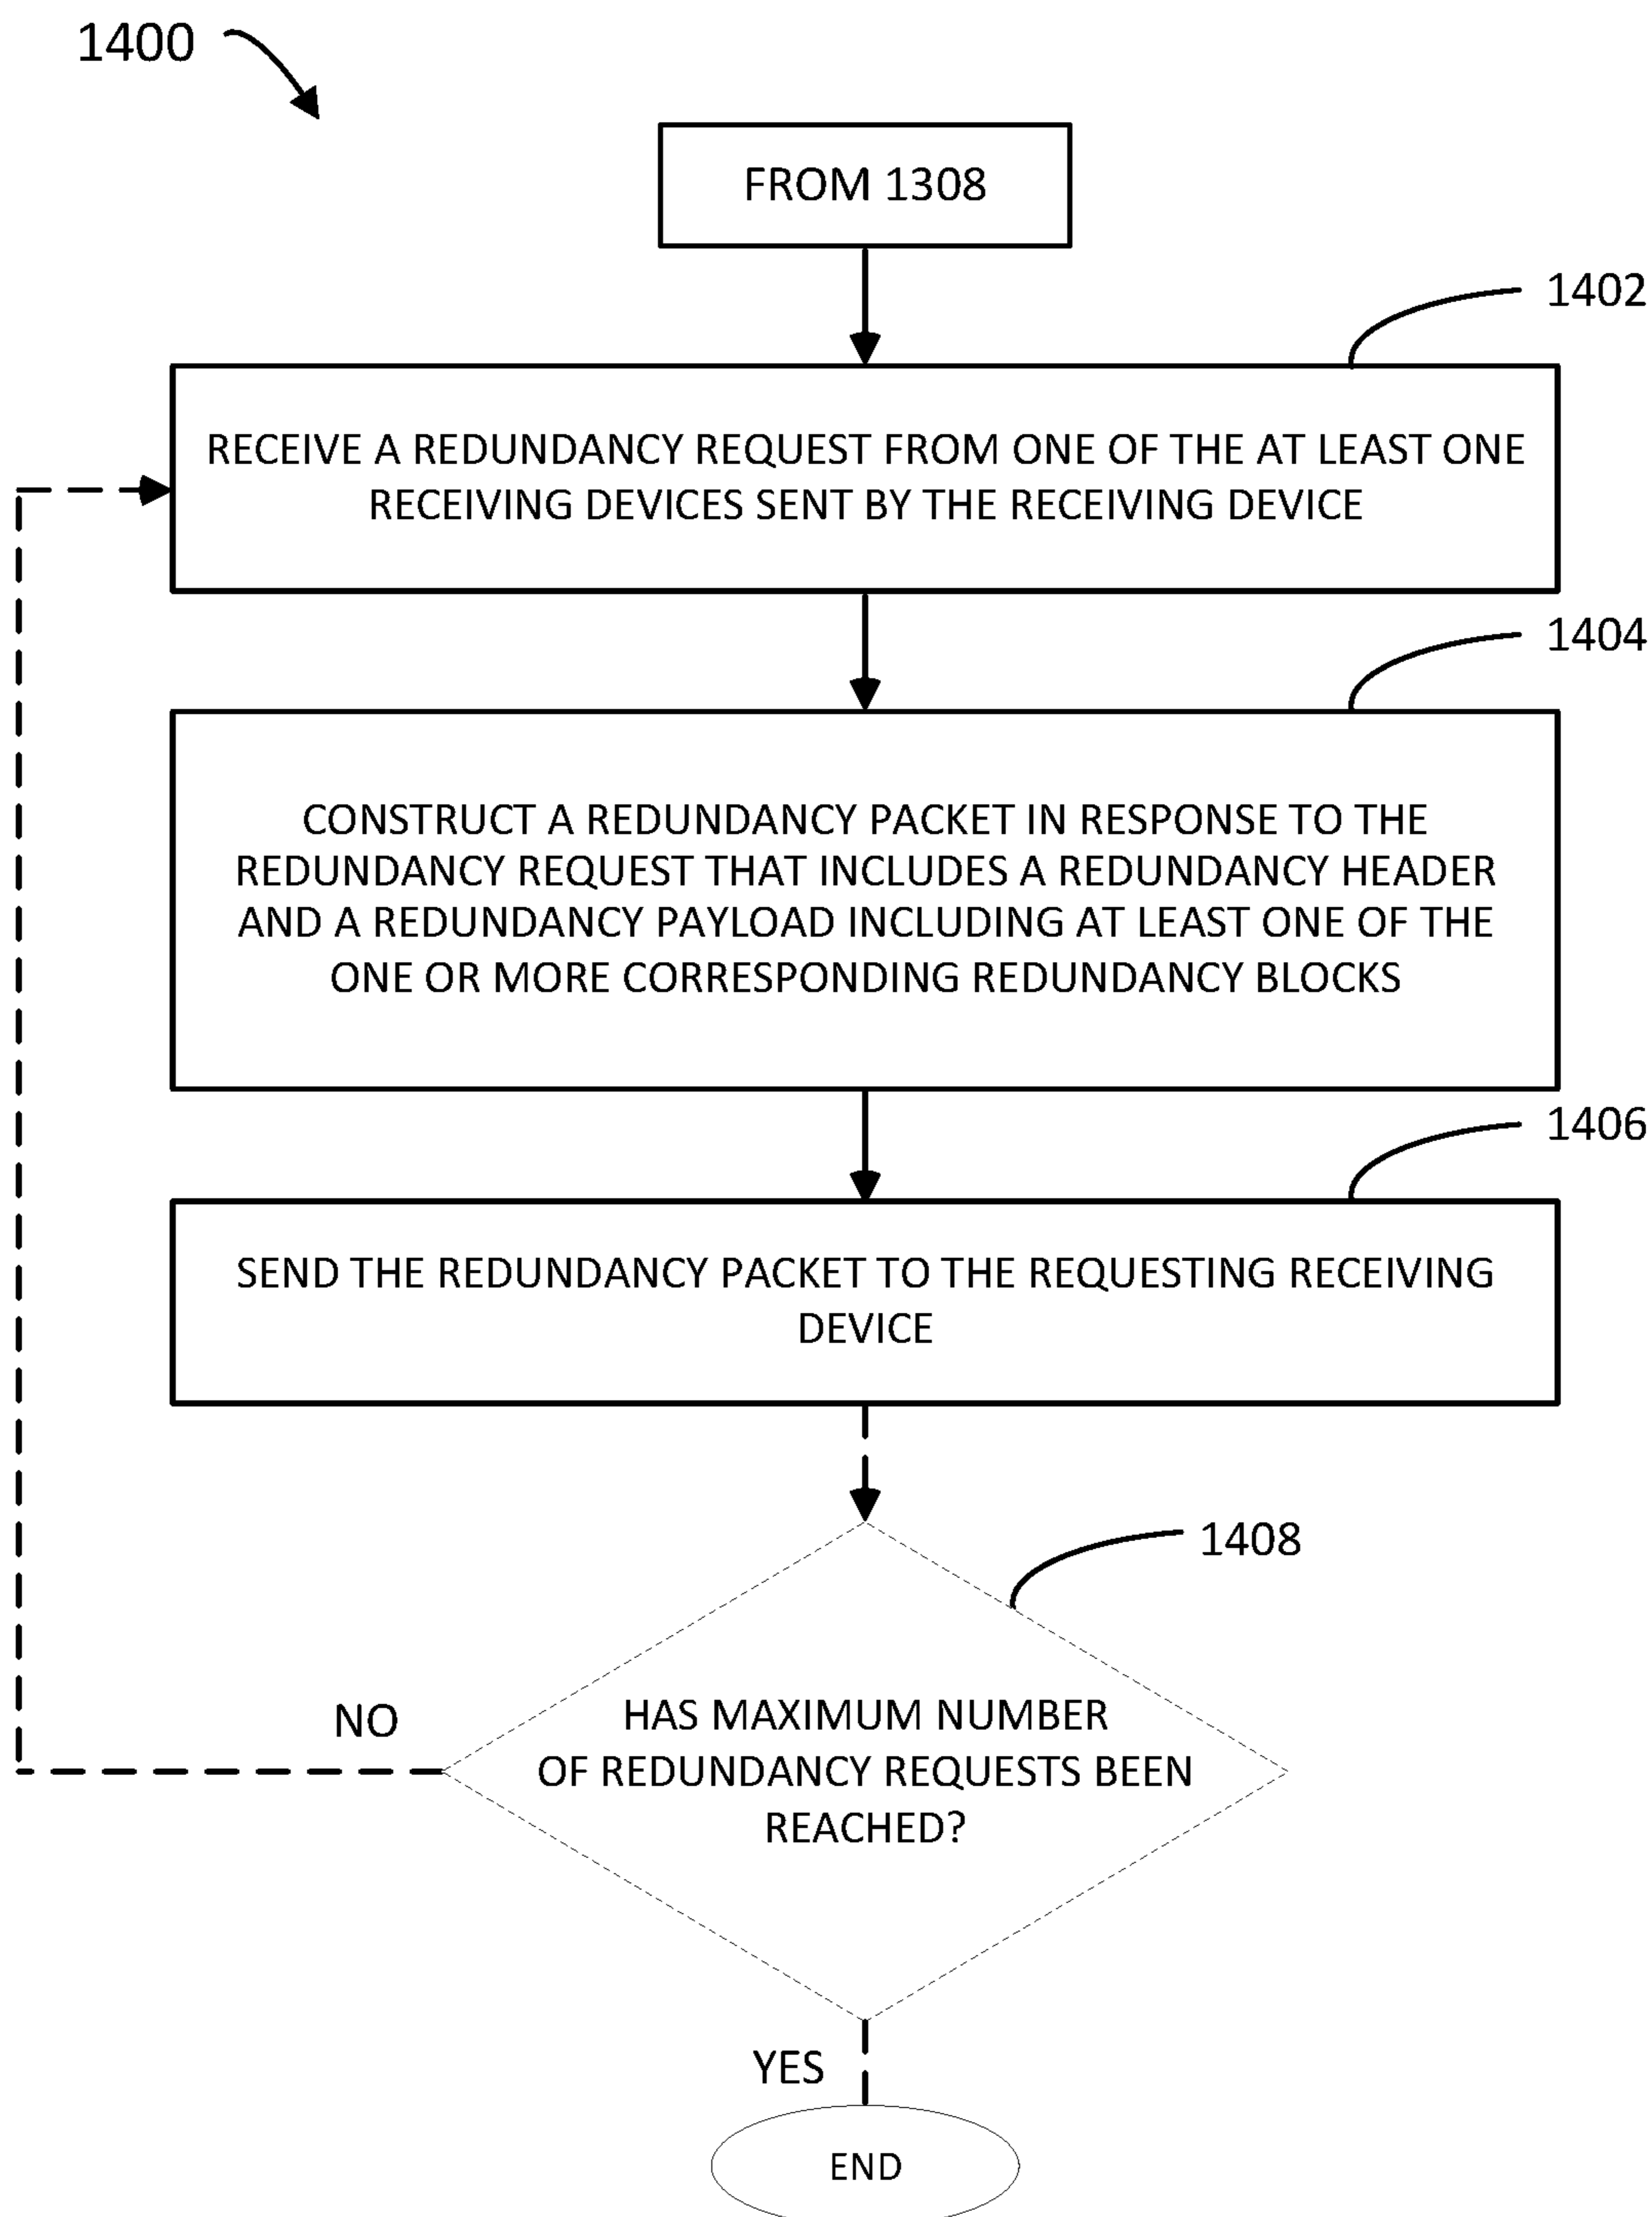 1400
FROM 1308
1402
RECEIVE A REDUNDANCY REQUEST FROM ONE OF THE AT LEAST ONE
RECEIVING DEVICES SENT BY THE RECEIVING DEVICE
1404
CONSTRUCT A REDUNDANCY PACKET IN RESPONSE TO THE
REDUNDANCY REQUEST THAT INCLUDES A REDUNDANCY HEADER
AND A REDUNDANCY PAYLOAD INCLUDING AT LEAST ONE OF THE
ONE OR MORE CORRESPONDING REDUNDANCY BLOCKS
1406
SEND THE REDUNDANCY PACKET TO THE REQUESTING RECEIVING
DEVICE
1408
NO
HAS MAXIMUM NUMBER
OF REDUNDANCY REQUESTS BEEN
REACHED?
YES
END